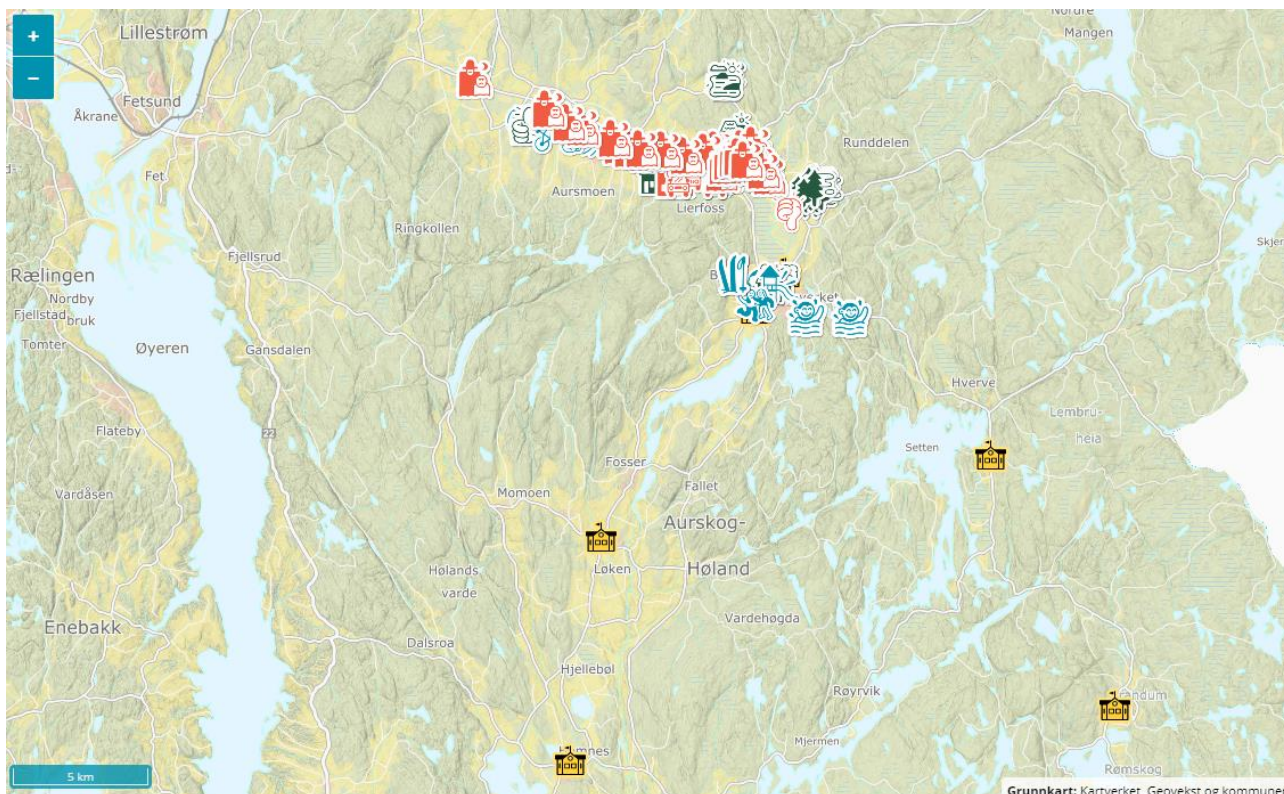 +
Lillestrøm
Nordre
Mangen
−
Fetsund
Åkrane
Fet
Runddelen
Aursmoen
Lierfoss
Ringkollen
Fjellsrud
Skjer
Rælingen
Nordby
bruk
Fjellstad
Tomter
Øyeren
Gansdalen
Hverve
Lembru-
heia
Flateby
22
Setten
Fosser
Vardåsen
Momoen
Fallet
Aurskog-
Høland
Løken
Hølands
varde
Vardehøgda
Enebakk
Dalsroa
Hjellebøl
Røyrvik
Mjermen
Rømskog
5 km
Grunnkart: Kartverket, Geovekst og kommuner